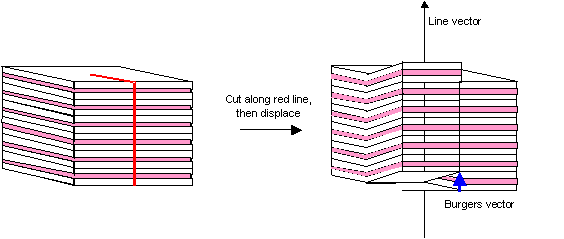 Line vector
Cut along red line,
then displace
Burgers vector